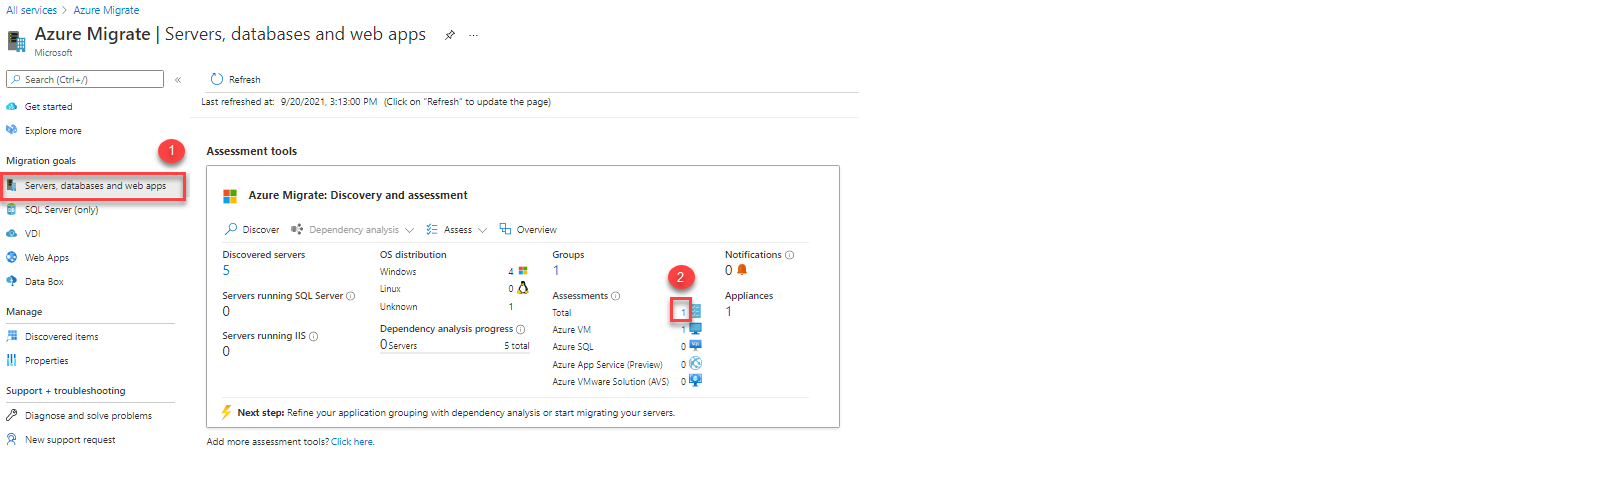 All services > Azure Migrate
Azure Migrate | Servers, databases and web apps ...
Microsoft
Search (Ctrl+/) «
Get started
Explore more
Migration goals
1
Servers, databases and web apps
SQL Server (only)
VDI
Web Apps
Data Box
Manage
Discovered items
Properties
Support + troubleshooting
Diagnose and solve problems
New support request
Refresh
Last refreshed at: 9/20/2021, 3:13:00 PM (Click on "Refresh" to update the page)
Assessment tools
Azure Migrate: Discovery and assessment
Discover Dependency analysis Assess Overview
Discovered servers
5
Servers running SQL Server
0
Servers running IIS
0
OS distribution
Windows 4
Linux 0
Unknown 1
Dependency analysis progress
0 Servers 5 total
Groups
1
2
Assessments
Total 1
Azure VM 1
Azure SQL 0
Azure App Service (Preview) 0
Azure VMware Solution (AVS) 0
Notifications
0
Appliances
1
Next step: Refine your application grouping with dependency analysis or start migrating your servers.
Add more assessment tools? Click here.